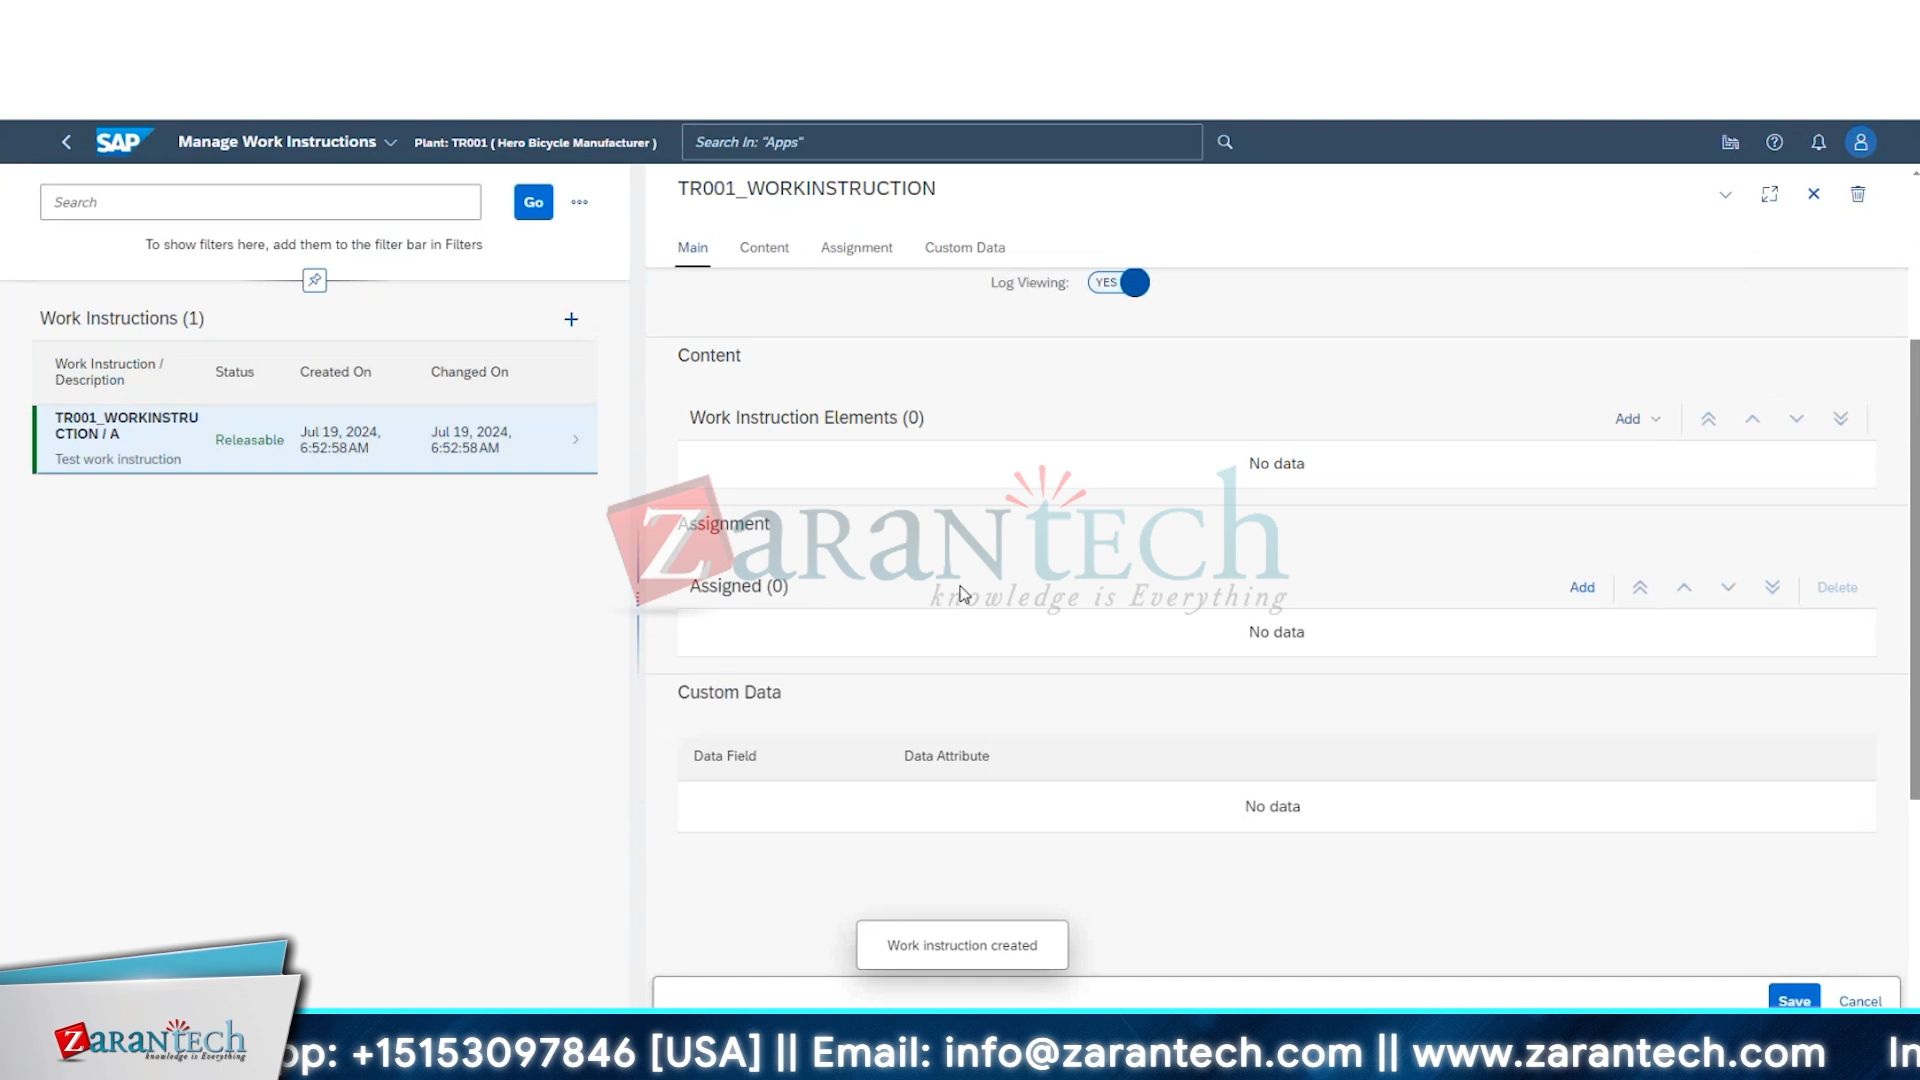 SAP
Manage Work Instructions
Plant: TR001 ( Hero Bicycle Manufacturer )
Search In: "Apps"
Search
Go
To show filters here, add them to the filter bar in Filters
Work Instructions (1)
Work Instruction /
Description
Status
Created On
Changed On
TR001_WORKINSTRU
CTION / A
Test work instruction
Releasable
Jul 19, 2024,
6:52:58 AM
Jul 19, 2024,
6:52:58 AM
TR001_WORKINSTRUCTION
Main
Content
Assignment
Custom Data
Log Viewing:
YES
Content
Work Instruction Elements (0)
Add
No data
Assignment
Assigned (0)
Add
Delete
No data
Custom Data
Data Field
Data Attribute
No data
Work instruction created
Save
Cancel
ZaranTech
knowledge is Everything
ZaranTech
knowledge is Everything
pp: +15153097846 [USA] || Email: info@zarantech.com || www.zarantech.com In